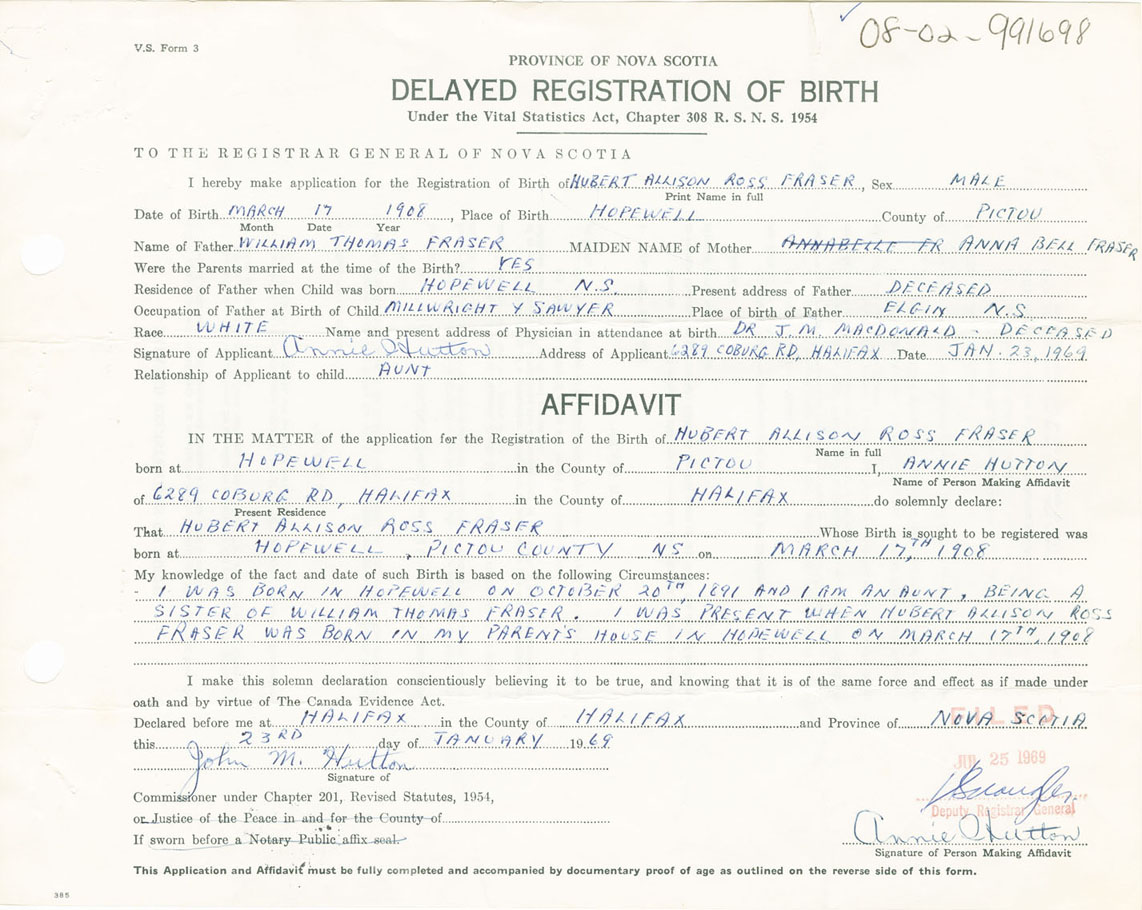 08-02-991698
V.S. Form 3
PROVINCE OF NOVA SCOTIA
DELAYED REGISTRATION OF BIRTH
Under the Vital Statistics Act, Chapter 308 R. S. N. S. 1954
TO THE REGISTRAR GENERAL OF NOVA SCOTIA
I hereby make application for the Registration of Birth of HUBERT ALLISON ROSS FRASER, Sex MALE
Print Name in full
Date of Birth MARCH 17 1908, Place of Birth HOPEWELL County of PICTOU
Month Date Year
Name of Father WILLIAM THOMAS FRASER MAIDEN NAME of Mother ANNABELLE FR ANNA BELL FRASER
Were the Parents married at the time of the Birth? YES
Residence of Father when Child was born HOPEWELL N.S. Present address of Father DECEASED
Occupation of Father at Birth of Child MILLWRIGHT Y SAWYER Place of birth of Father ELGIN N.S.
Race WHITE Name and present address of Physician in attendance at birth DR J.M. MACDONALD - DECEASED
Signature of Applicant Annie O Hutton Address of Applicant 6289 COBURG RD, HALIFAX Date JAN. 23, 1969
Relationship of Applicant to child AUNT
AFFIDAVIT
IN THE MATTER of the application for the Registration of the Birth of HUBERT ALLISON ROSS FRASER
Name in full
born at HOPEWELL in the County of PICTOU I, ANNIE HUTTON
Name of Person Making Affidavit
of 6289 COBURG RD, HALIFAX in the County of HALIFAX do solemnly declare:
Present Residence
That HUBERT ALLISON ROSS FRASER Whose Birth is sought to be registered was
born at HOPEWELL, PICTOU COUNTY NS on MARCH 17,TH 1908
My knowledge of the fact and date of such Birth is based on the following Circumstances:
- I WAS BORN IN HOPEWELL ON OCTOBER 20TH, 1891 AND I AM AN AUNT, BEING A
SISTER OF WILLIAM THOMAS FRASER. I WAS PRESENT WHEN HUBERT ALLISON ROSS
FRASER WAS BORN IN MY PARENT'S HOUSE IN HOPEWELL ON MARCH 17TH, 1908
I make this solemn declaration conscientiously believing it to be true, and knowing that it is of the same force and effect as if made under
oath and by virtue of The Canada Evidence Act.
Declared before me at HALIFAX in the County of HALIFAX and Province of NOVA SCOTIA
FILED
this 23RD day of JANUARY 1969
John M. Hutton
Signature of
25 1969
Commissioner under Chapter 201, Revised Statutes, 1954,
or Justice of the Peace in and for the County of
Deputy Registrar General
If sworn before a Notary Public affix seal.
Annie O Hutton
Signature of Person Making Affidavit
This Application and Affidavit must be fully completed and accompanied by documentary proof of age as outlined on the reverse side of this form.
385